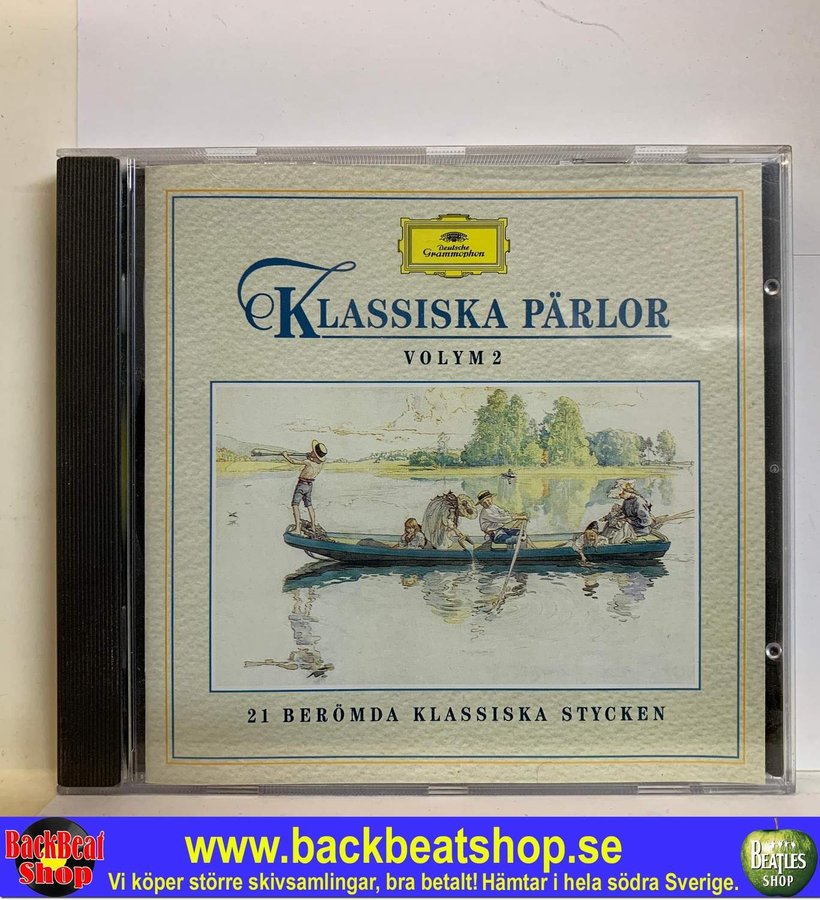 Deutsche
Grammophon
KLASSISKA PÄRLOR
VOLYM 2
21 BERÖMDA KLASSISKA STYCKEN
BackBeat
Shop
www.backbeatshop.se
Vi köper större skivsamlingar, bra betalt! Hämtar i hela södra Sverige.
BEATLES
SHOP